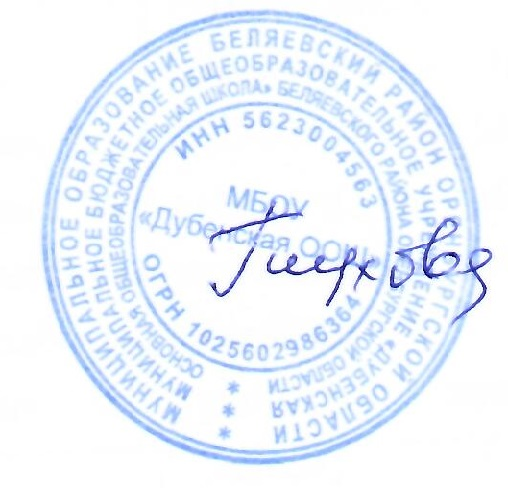 МУНИЦИПАЛЬНОЕ ОБРАЗОВАНИЕ БЕЛЯЕВСКИЙ РАЙОН ОРЕНБУРГСКОЙ ОБЛАСТИ *
МУНИЦИПАЛЬНОЕ БЮДЖЕТНОЕ ОБЩЕОБРАЗОВАТЕЛЬНОЕ УЧРЕЖДЕНИЕ «ДУБЕНСКАЯ *
ОСНОВНАЯ ОБЩЕОБРАЗОВАТЕЛЬНАЯ ШКОЛА» БЕЛЯЕВСКОГО РАЙОНА ОРЕНБУРГСКОЙ ОБЛАСТИ *
ИНН 5623004563
МБОУ
«Дубенская ООШ»
ОГРН 1025602986364